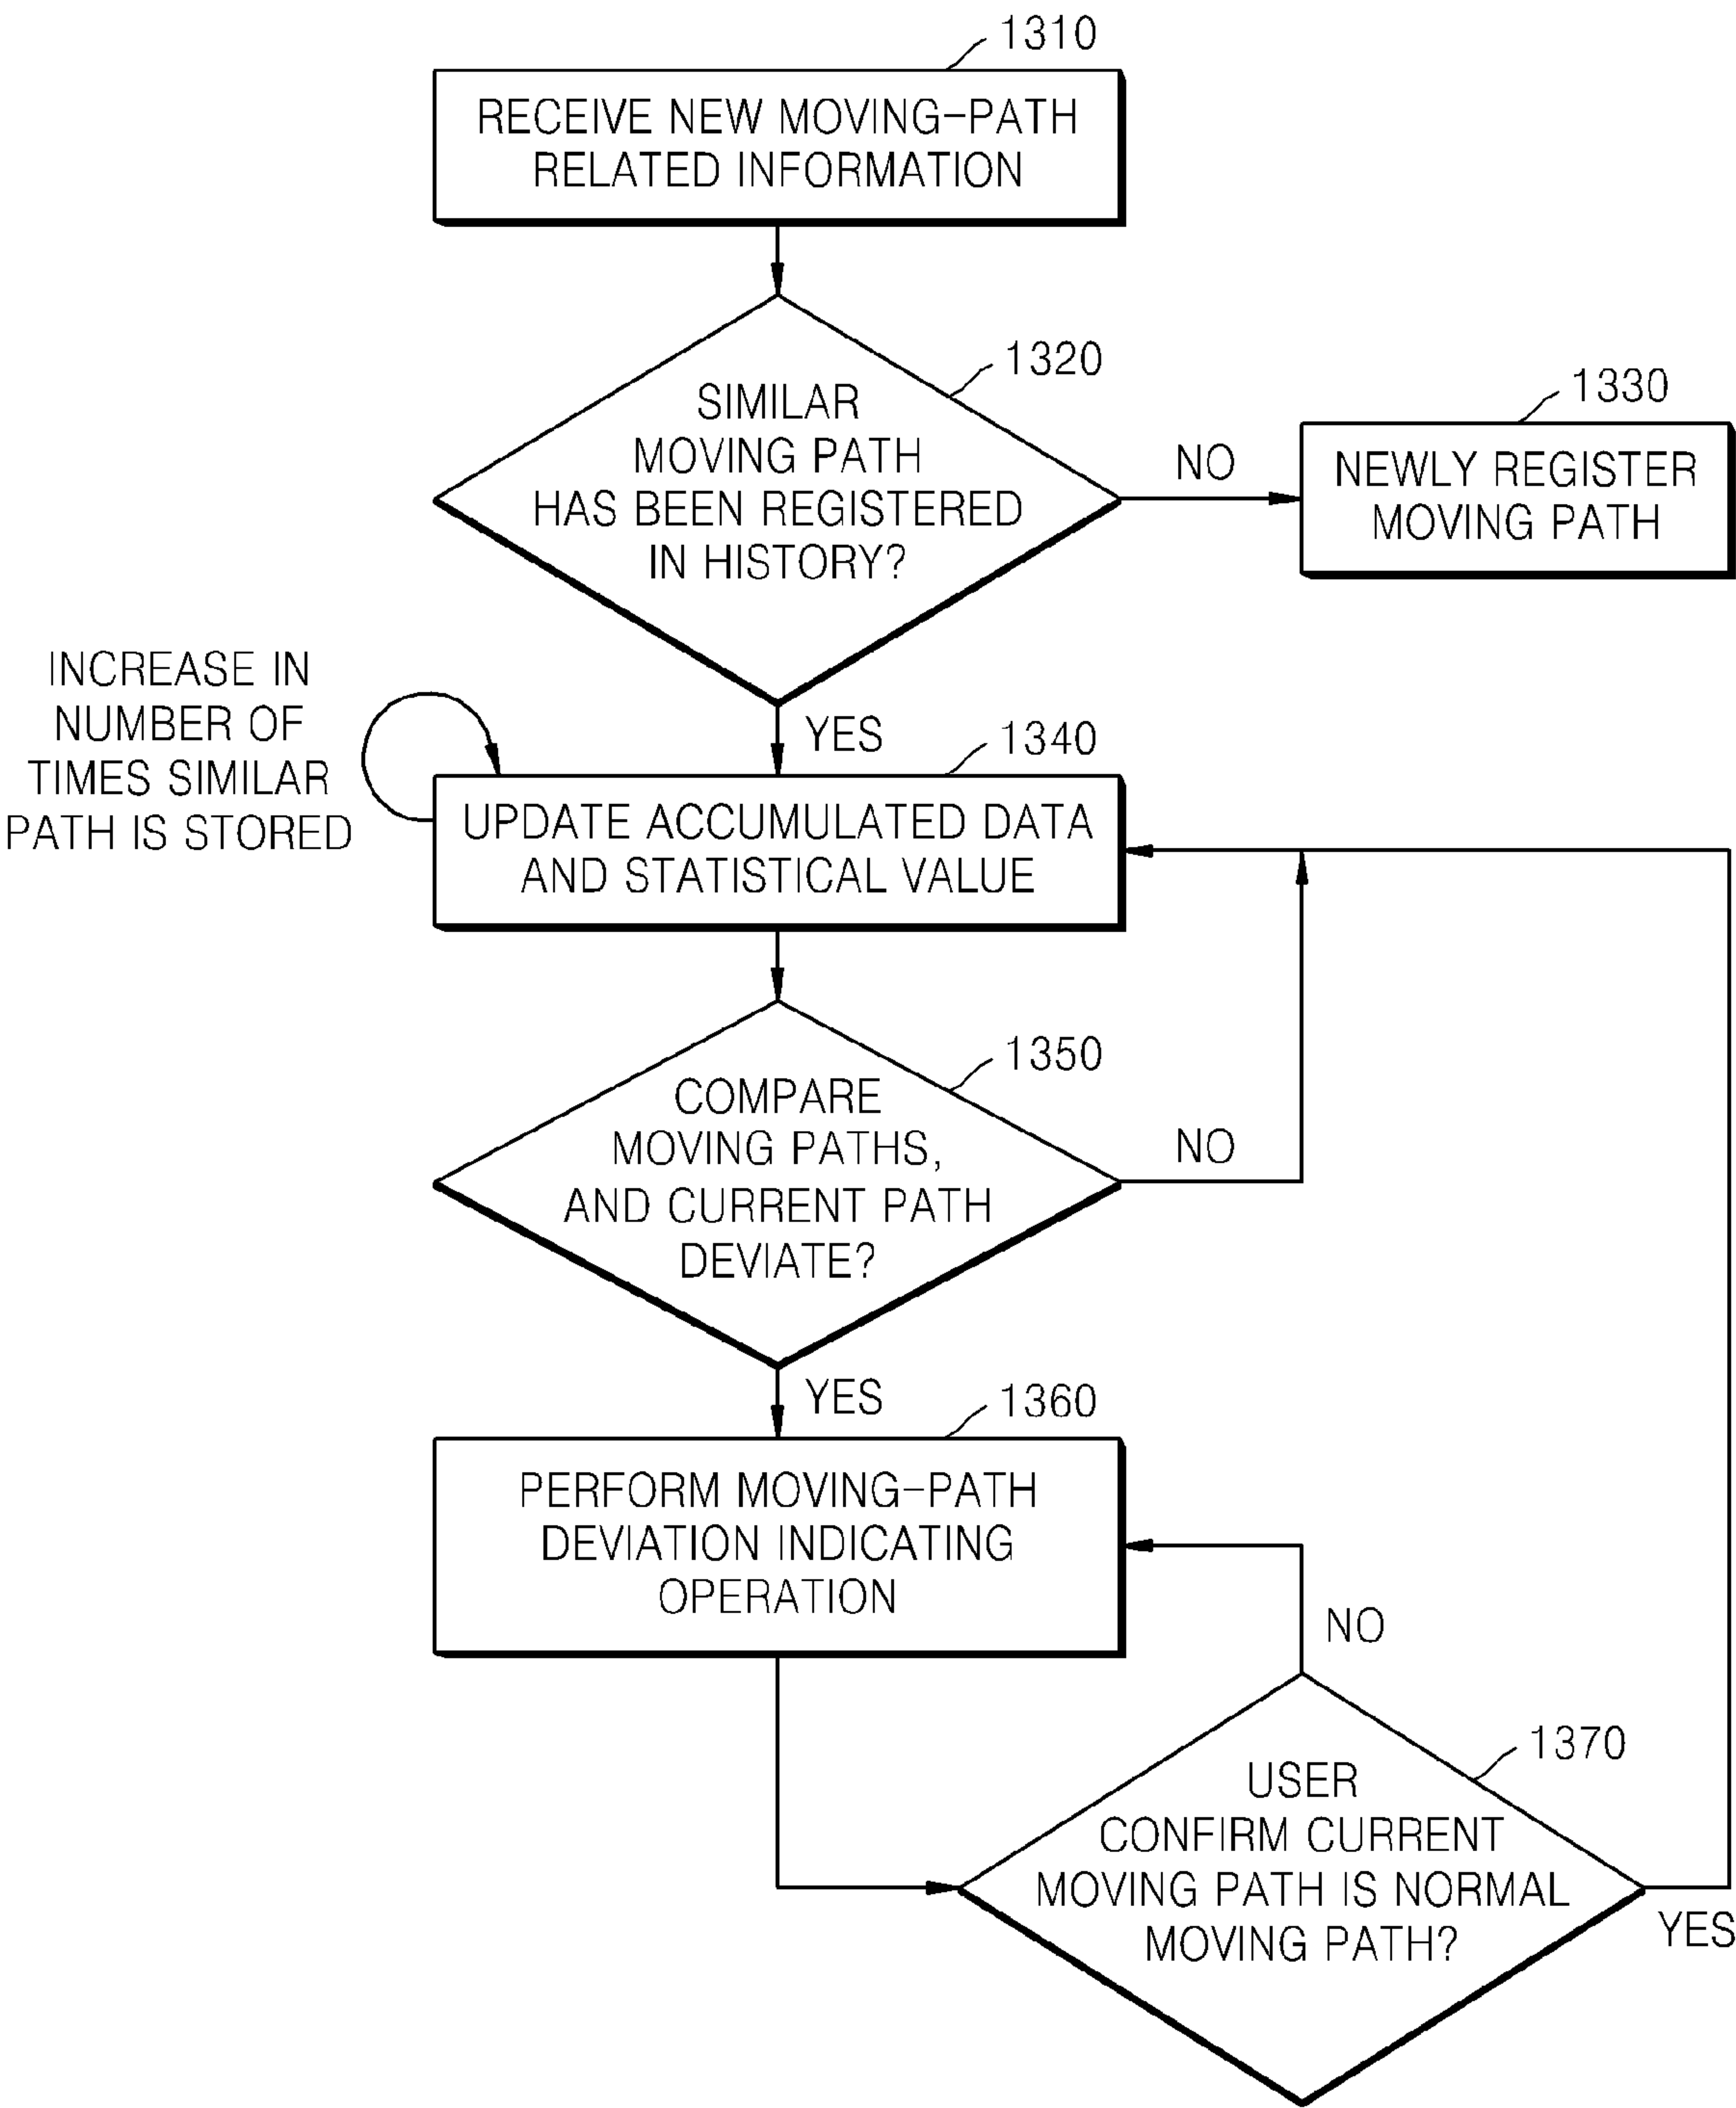 1310
RECEIVE NEW MOVING-PATH
RELATED INFORMATION
1320
SIMILAR
MOVING PATH
HAS BEEN REGISTERED
IN HISTORY?
NO
1330
NEWLY REGISTER
MOVING PATH
INCREASE IN
NUMBER OF
TIMES SIMILAR
PATH IS STORED
YES
1340
UPDATE ACCUMULATED DATA
AND STATISTICAL VALUE
1350
COMPARE
MOVING PATHS,
AND CURRENT PATH
DEVIATE?
NO
YES
1360
PERFORM MOVING-PATH
DEVIATION INDICATING
OPERATION
NO
1370
USER
CONFIRM CURRENT
MOVING PATH IS NORMAL
MOVING PATH?
YES